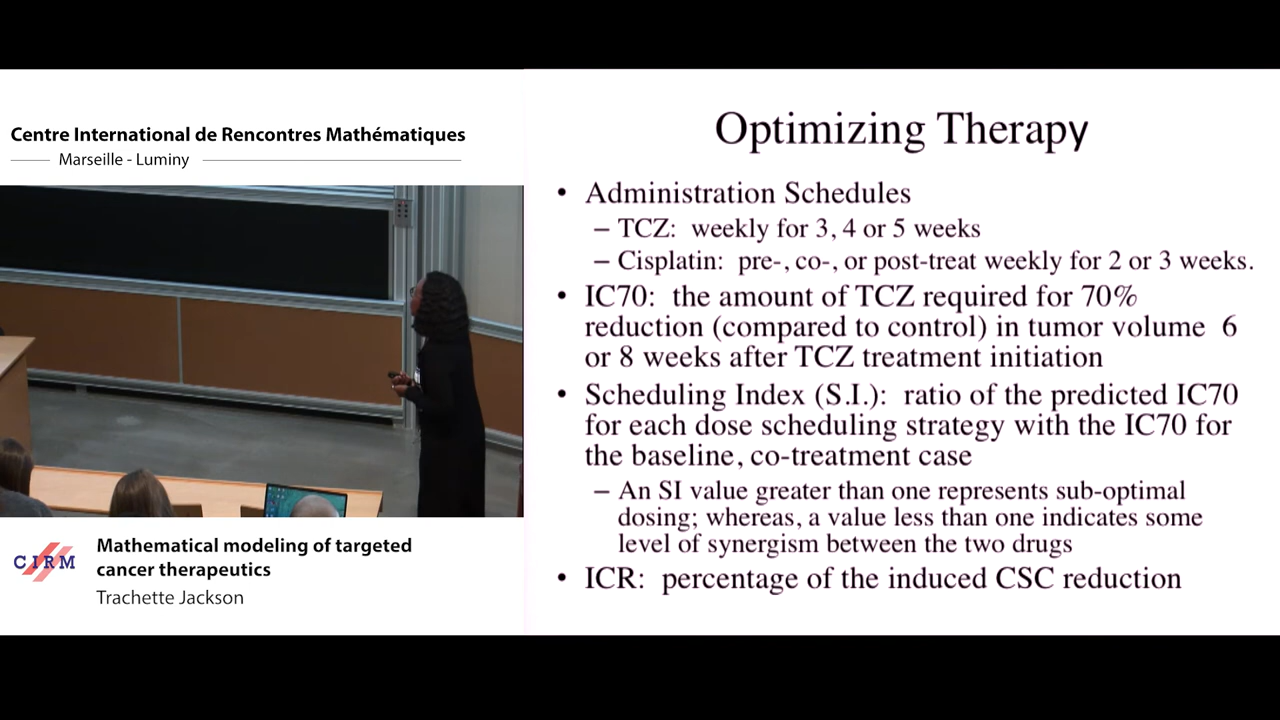 Centre International de Rencontres Mathématiques
Marseille - Luminy
CIRM
Mathematical modeling of targeted
cancer therapeutics
Trachette Jackson
Optimizing Therapy
• Administration Schedules
– TCZ: weekly for 3, 4 or 5 weeks
– Cisplatin: pre-, co-, or post-treat weekly for 2 or 3 weeks.
• IC70: the amount of TCZ required for 70%
reduction (compared to control) in tumor volume 6
or 8 weeks after TCZ treatment initiation
• Scheduling Index (S.I.): ratio of the predicted IC70
for each dose scheduling strategy with the IC70 for
the baseline, co-treatment case
– An SI value greater than one represents sub-optimal
dosing; whereas, a value less than one indicates some
level of synergism between the two drugs
• ICR: percentage of the induced CSC reduction